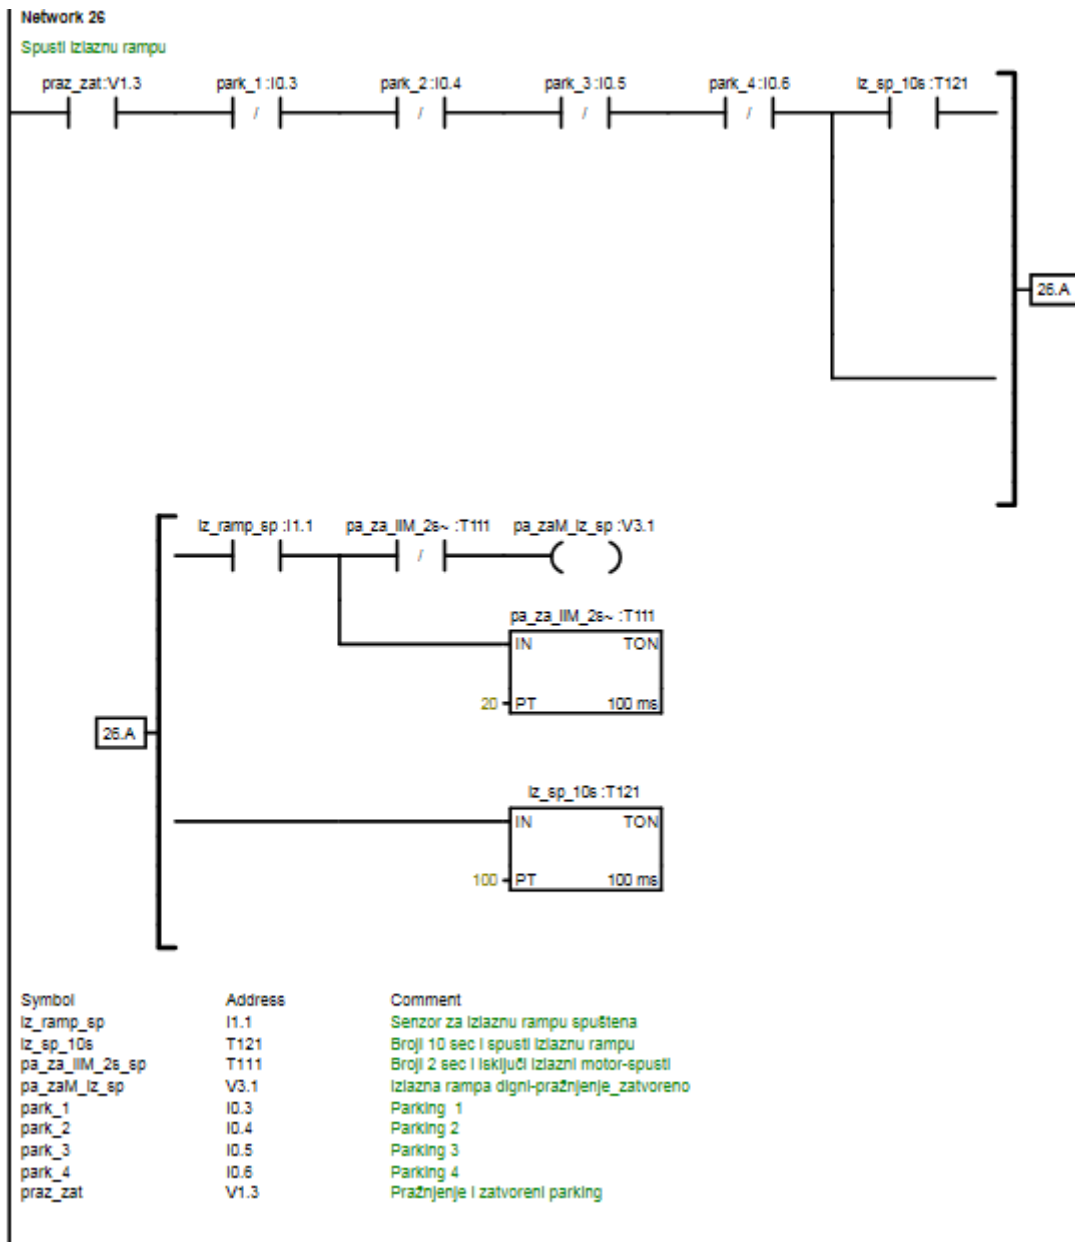 Network 26
Spusti izlaznu rampu
praz_zat:V1.3 park_1:I0.3 park_2:I0.4 park_3:I0.5 park_4:I0.6 iz_sp_10s:T121
/ / / /
26.A
iz_ramp_sp:I1.1 pa_za_IIM_2s~:T111 pa_zaM_iz_sp:V3.1
/
pa_za_IIM_2s~:T111
IN TON
20 PT 100 ms
26.A
iz_sp_10s:T121
IN TON
100 PT 100 ms
Symbol Address Comment
iz_ramp_sp I1.1 Senzor za izlaznu rampu spuštena
iz_sp_10s T121 Broji 10 sec i spusti izlaznu rampu
pa_za_IIM_2s_sp T111 Broji 2 sec i isključi izlazni motor-spusti
pa_zaM_iz_sp V3.1 Izlazna rampa digni-pražnjenje_zatvoreno
park_1 I0.3 Parking 1
park_2 I0.4 Parking 2
park_3 I0.5 Parking 3
park_4 I0.6 Parking 4
praz_zat V1.3 Pražnjenje i zatvoreni parking